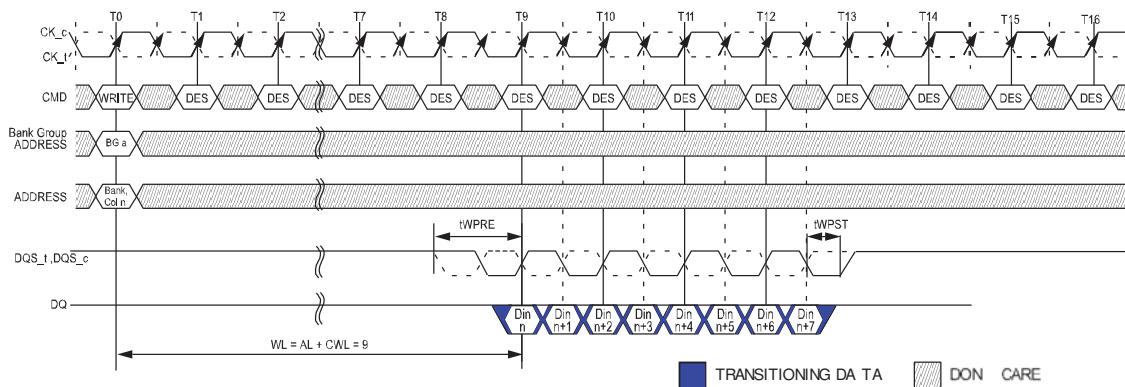 T0 T1 T2 T7 T8 T9 T10 T11 T12 T13 T14 T15 T16
CK_c
CK_t
CMD WRITE DES DES DES DES DES DES DES DES DES DES DES DES
Bank Group
ADDRESS
BG a
ADDRESS
Bank,
Col n
tWPRE tWPST
DQS_t ,DQS_c
DQ
Din Din Din Din Din Din Din Din
n n+1 n+2 n+3 n+4 n+5 n+6 n+7
WL = AL + CWL = 9
TRANSITIONING DA TA DON CARE